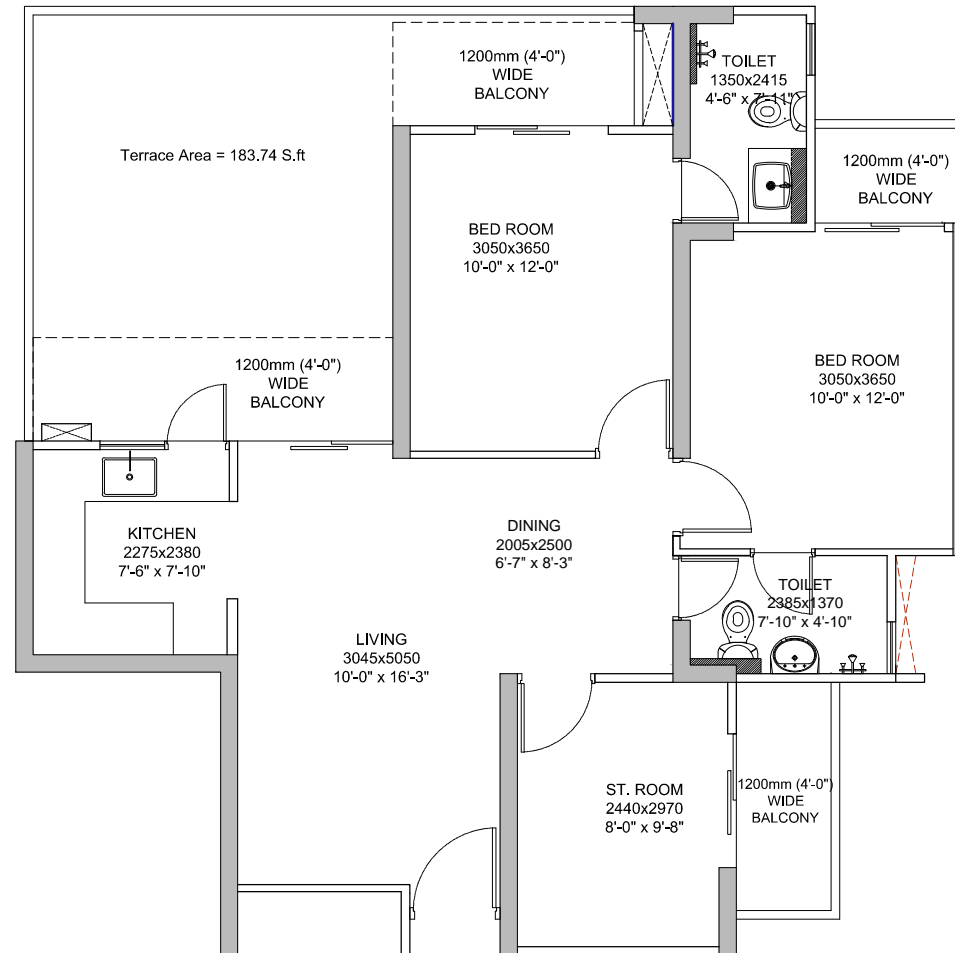 1200mm (4'-0")
WIDE
BALCONY
TOILET
1350x2415
4'-6" x 7'-11"
Terrace Area = 183.74 S.ft
1200mm (4'-0")
WIDE
BALCONY
BED ROOM
3050x3650
10'-0" x 12'-0"
1200mm (4'-0")
WIDE
BALCONY
BED ROOM
3050x3650
10'-0" x 12'-0"
KITCHEN
2275x2380
7'-6" x 7'-10"
DINING
2005x2500
6'-7" x 8'-3"
TOILET
2385x1370
7'-10" x 4'-10"
LIVING
3045x5050
10'-0" x 16'-3"
ST. ROOM
2440x2970
8'-0" x 9'-8"
1200mm (4'-0")
WIDE
BALCONY